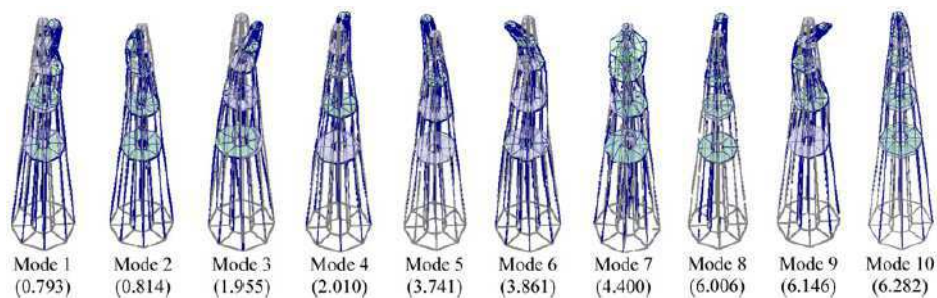 Mode 1 Mode 2 Mode 3 Mode 4 Mode 5 Mode 6 Mode 7 Mode 8 Mode 9 Mode 10
(0.793) (0.814) (1.955) (2.010) (3.741) (3.861) (4.400) (6.006) (6.146) (6.282)